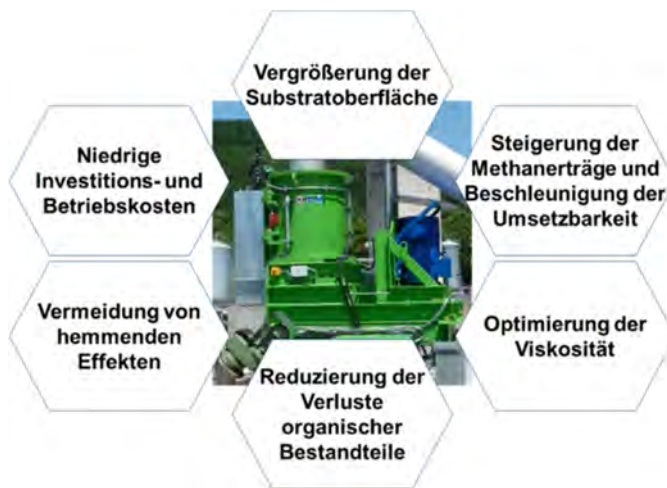 Vergrößerung der
Substratoberfläche
Niedrige
Investitions- und
Betriebskosten
Steigerung der
Methanerträge und
Beschleunigung der
Umsetzbarkeit
Vermeidung von
hemmenden
Effekten
Optimierung der
Viskosität
Reduzierung der
Verluste
organischer
Bestandteile